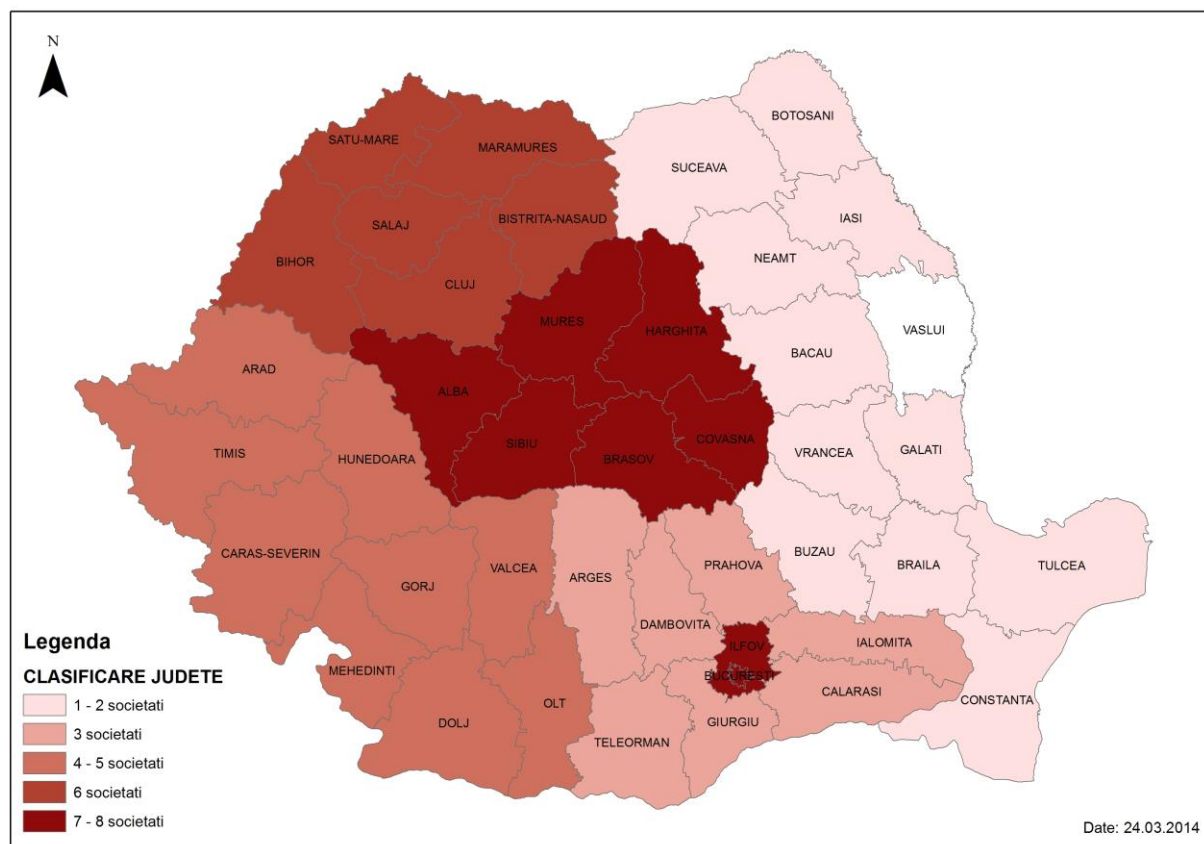 N
BOTOSANI
SATU-MARE
MARAMURES
SUCEAVA
IASI
SALAJ
BISTRITA-NASAUD
NEAMT
BIHOR
CLUJ
MURES
HARGHITA
VASLUI
BACAU
ARAD
ALBA
SIBIU
COVASNA
TIMIS
HUNEDOARA
BRASOV
VRANCEA
GALATI
CARAS-SEVERIN
BUZAU
BRAILA
TULCEA
GORJ
VALCEA
ARGES
PRAHOVA
DAMBOVITA
ILFOV
IALOMITA
MEHEDINTI
BUCURESTI
CALARASI
CONSTANTA
DOLJ
OLT
TELEORMAN
GIURGIU
Legenda
CLASIFICARE JUDETE
1 - 2 societati
3 societati
4 - 5 societati
6 societati
7 - 8 societati
Date: 24.03.2014